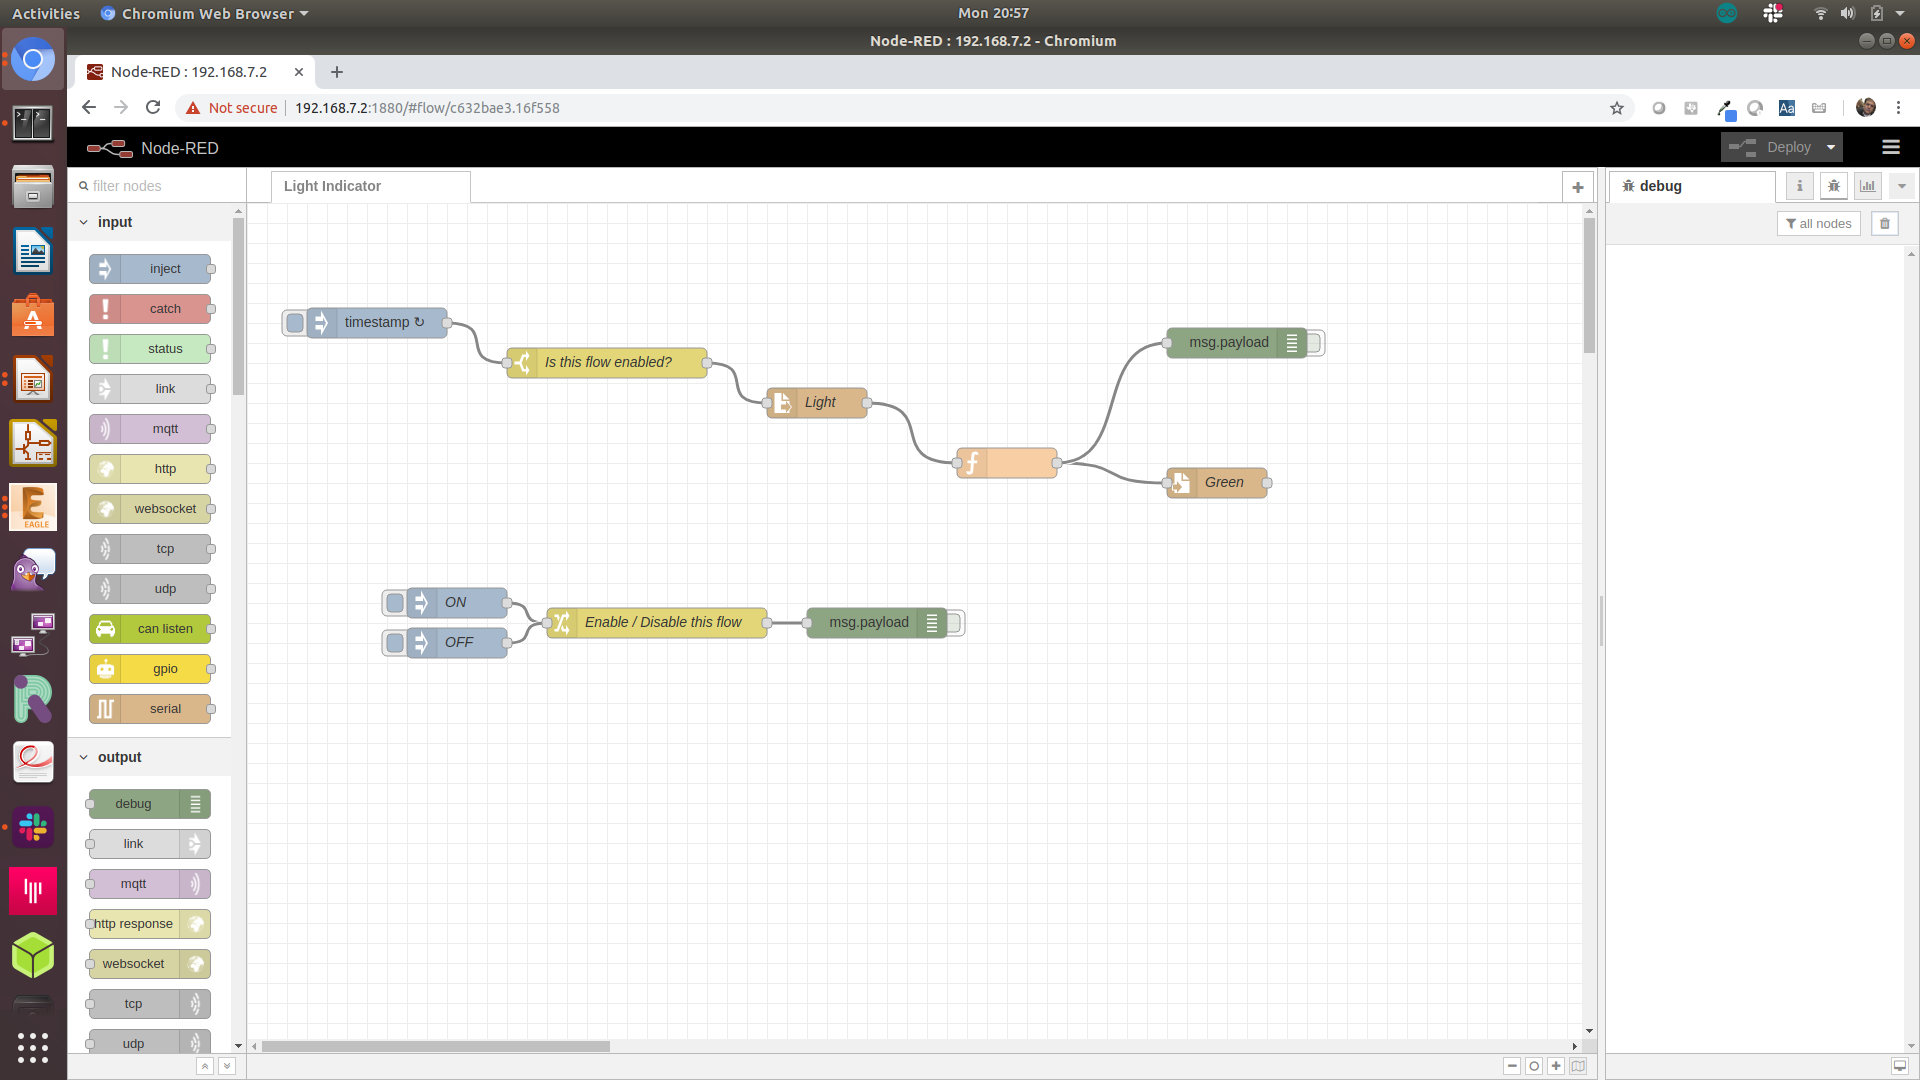 Activities
Chromium Web Browser
Mon 20:57
Node-RED : 192.168.7.2 - Chromium
Node-RED : 192.168.7.2
Not secure
192.168.7.2:1880/#flow/c632bae3.16f558
Aa
Node-RED
Deploy
filter nodes
Light Indicator
debug
i
all nodes
input
inject
catch
status
link
mqtt
http
websocket
tcp
udp
can listen
gpio
serial
output
debug
link
mqtt
http response
websocket
tcp
udp
timestamp ↻
Is this flow enabled?
Light
f
msg.payload
Green
ON
OFF
Enable / Disable this flow
msg.payload
A
E
EAGLE